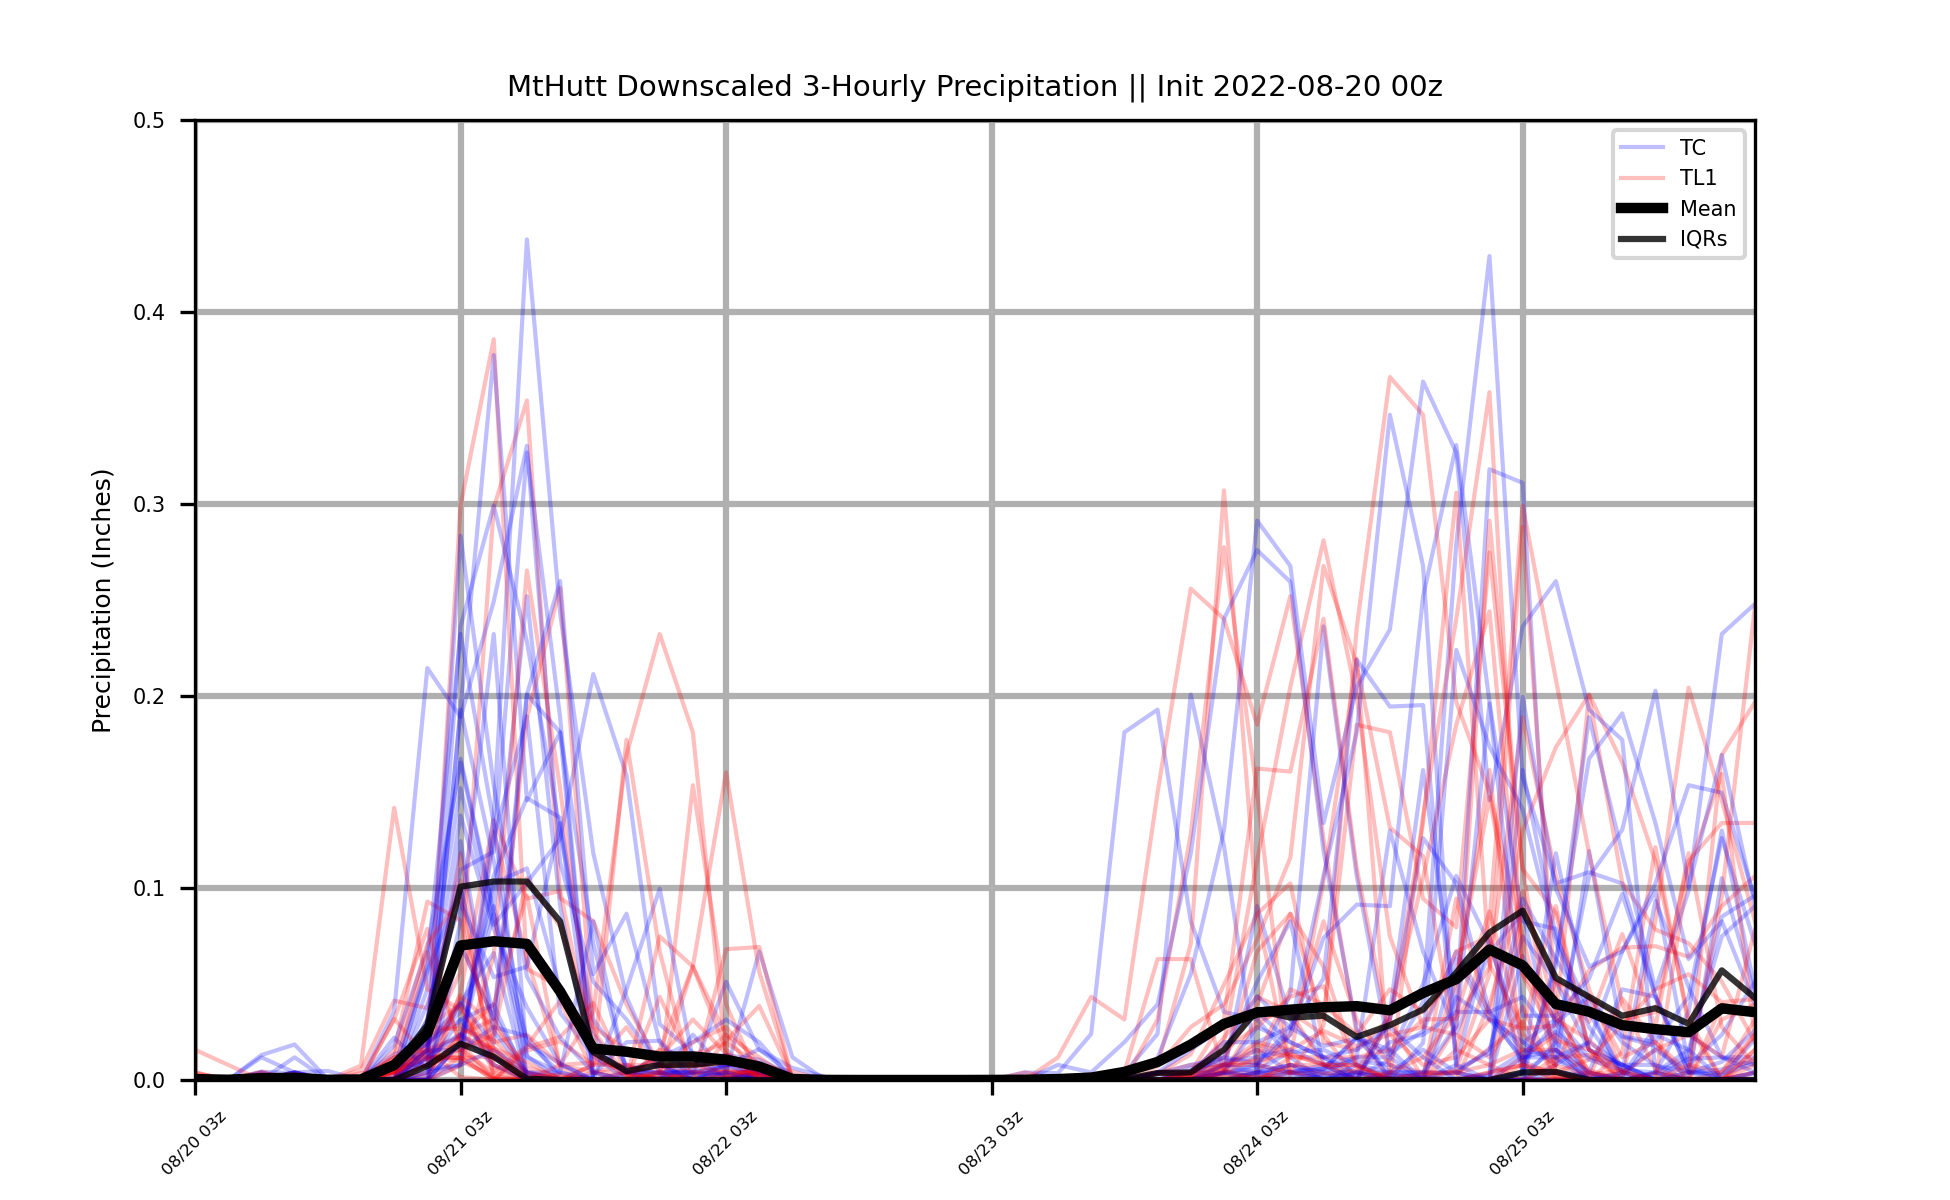 MtHutt Downscaled 3-Hourly Precipitation || Init 2022-08-20 00z
Precipitation (Inches)
0.5
0.4
0.3
0.2
0.1
0.0
TC
TL1
Mean
IQRs
08/20 03z
08/21 03z
08/22 03z
08/23 03z
08/24 03z
08/25 03z